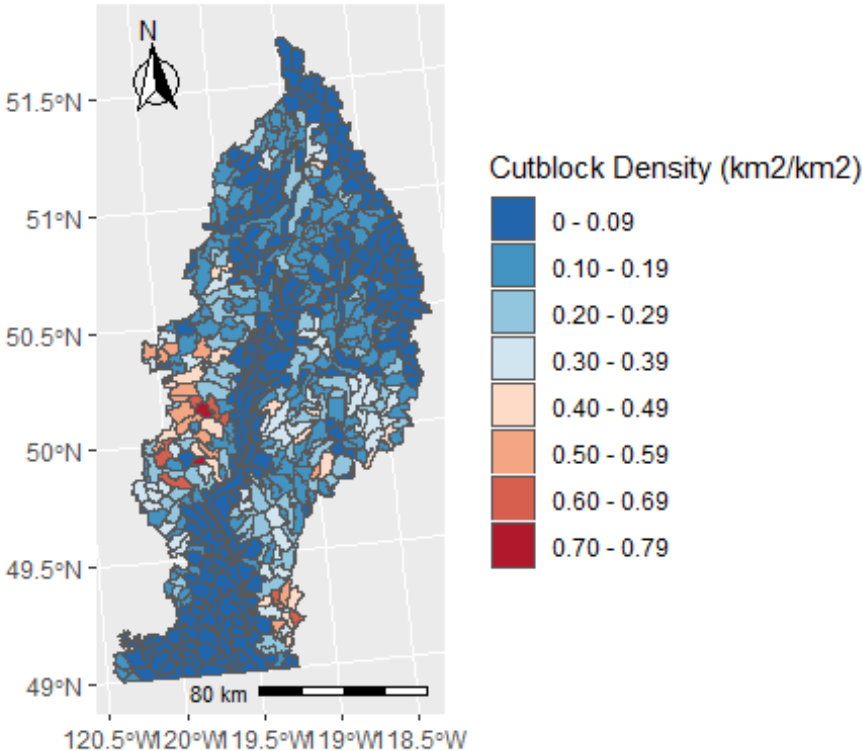 N
51.5°N
51°N
50.5°N
50°N
49.5°N
49°N
80 km
120.5°W
120°W
119.5°W
119°W
118.5°W
Cutblock Density (km2/km2)
0 - 0.09
0.10 - 0.19
0.20 - 0.29
0.30 - 0.39
0.40 - 0.49
0.50 - 0.59
0.60 - 0.69
0.70 - 0.79